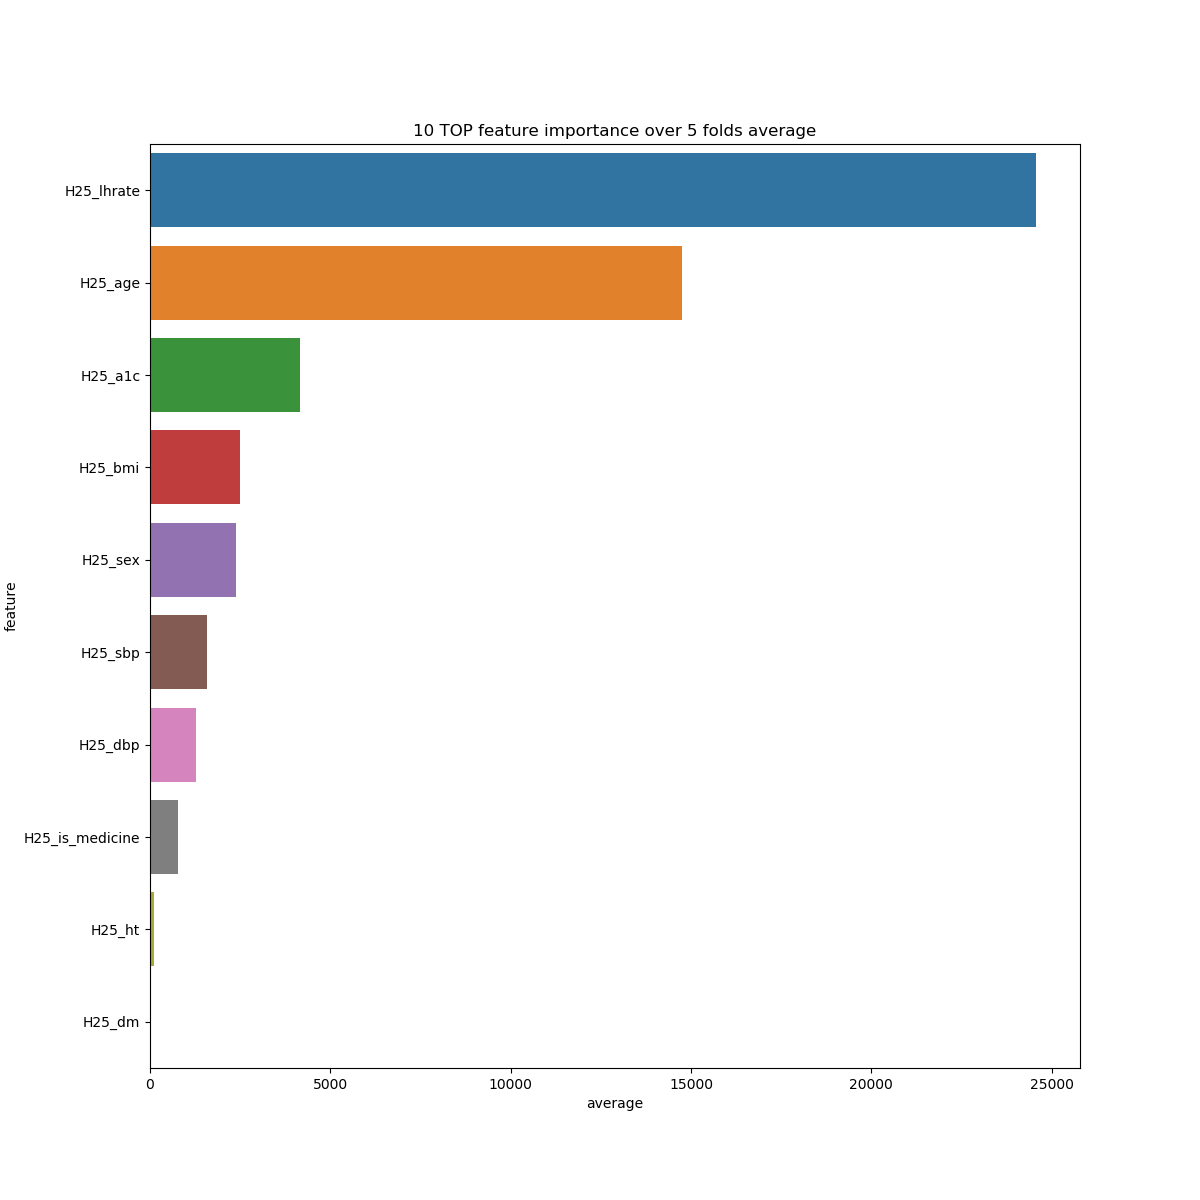 10 TOP feature importance over 5 folds average
H25_lhrate
H25_age
H25_a1c
H25_bmi
H25_sex
H25_sbp
H25_dbp
H25_is_medicine
H25_ht
H25_dm
feature
0 5000 10000 15000 20000 25000
average